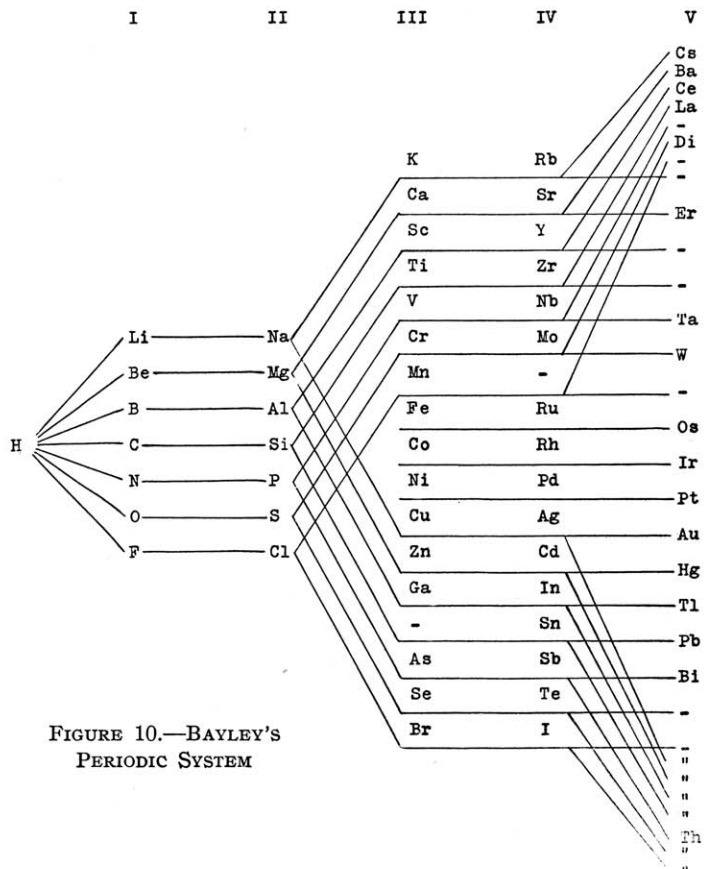 I II III IV V
Cs
Ba
Ce
La
-
Di
K Rb -
-
Ca Sr
Er
Sc Y
-
Ti Zr
-
V Nb
Ta
Li Na Cr Mo
W
Be Mg Mn -
-
B Al Fe Ru
Os
H C Si Co Rh
Ir
N P Ni Pd
Pt
O S Cu Ag
Au
F Cl Zn Cd
Hg
Ga In
Tl
- Sn
Pb
As Sb
Bi
Se Te
-
Br I
-
"
"
"
"
Th
"
"
FIGURE 10.—BAYLEY'S
PERIODIC SYSTEM